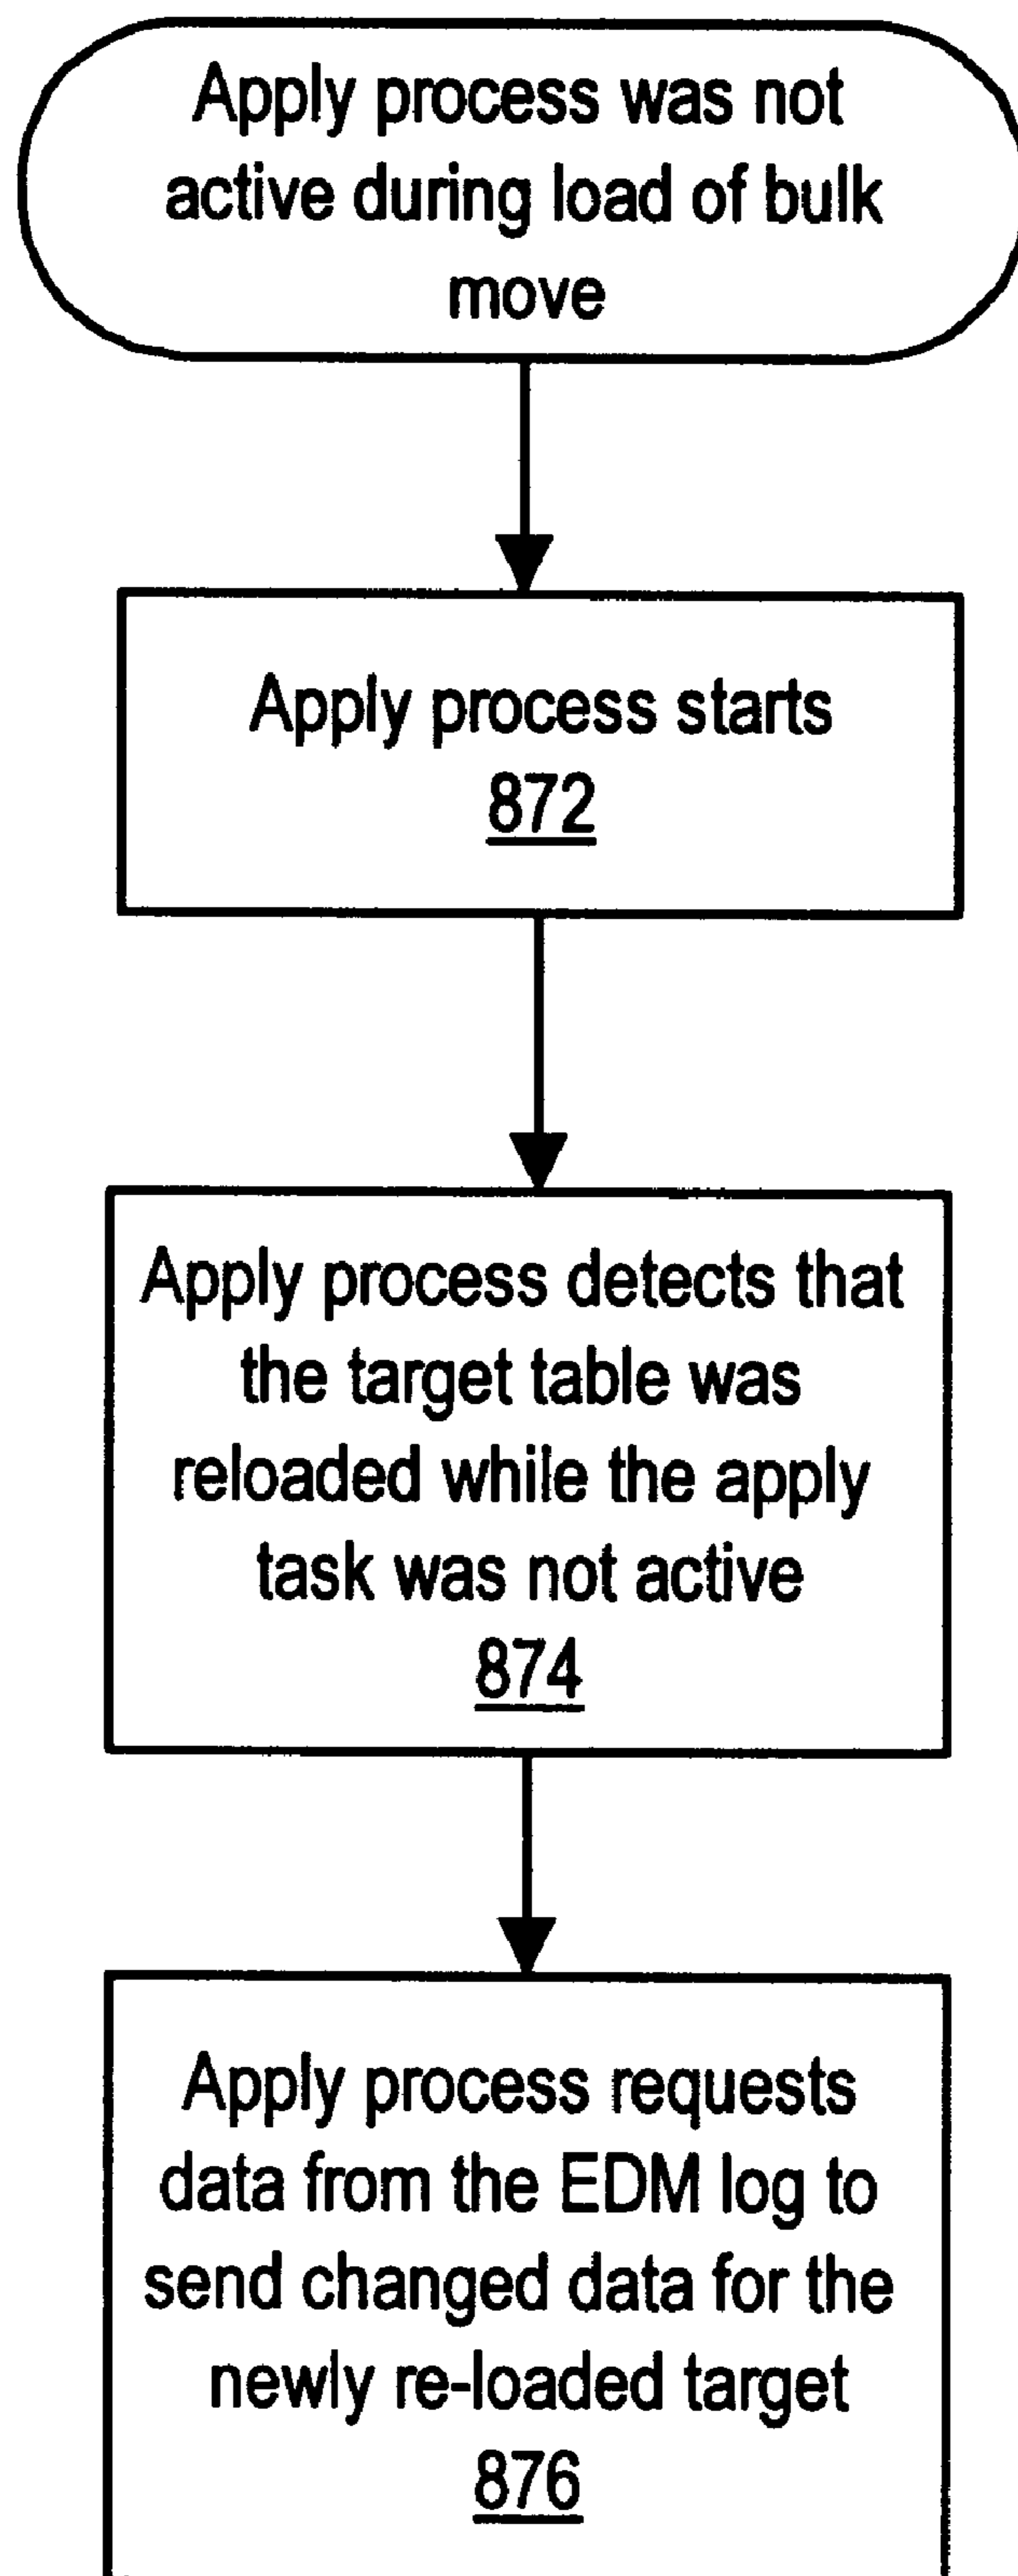 Apply process was not
active during load of bulk
move
Apply process starts
872
Apply process detects that
the target table was
reloaded while the apply
task was not active
874
Apply process requests
data from the EDM log to
send changed data for the
newly re-loaded target
876